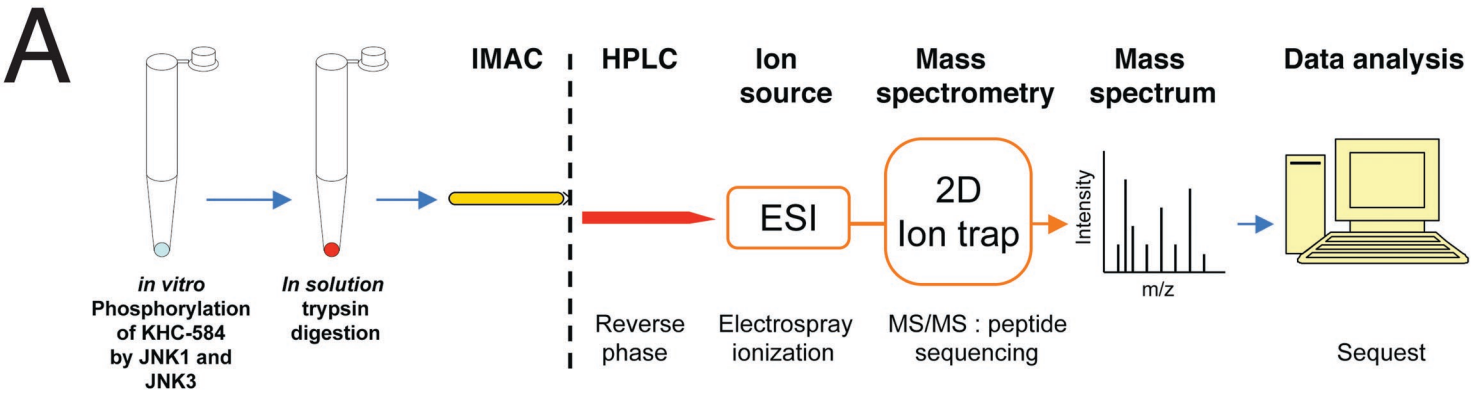 A
IMAC
HPLC
Ion
source
Mass
spectrometry
Mass
spectrum
Data analysis
ESI
2D
Ion trap
Intensity
m/z
in vitro
Phosphorylation
of KHC-584
by JNK1 and
JNK3
In solution
trypsin
digestion
Reverse
phase
Electrospray
ionization
MS/MS : peptide
sequencing
Sequest